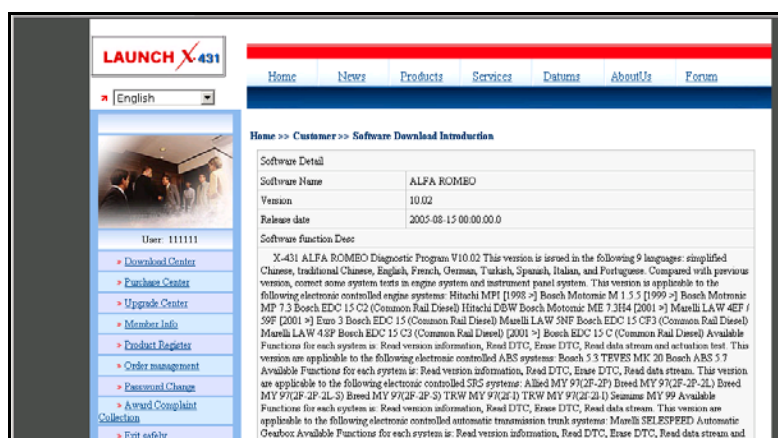 LAUNCH X-431
Home News Products Services Datums AboutUs Forum
English
Home >> Customer >> Software Download Introduction
Software Detail
Software Name ALFA ROMEO
Version 10.02
Release date 2005-08-15 00:00:00.0
User: 111111
Software function Desc
» Download Center
» Purchase Center
» Upgrade Center
» Member Info
» Product Register
» Order management
» Password Change
» Award Complaint
Collection
» Exit safely
X-431 ALFA ROMEO Diagnostic Program V10.02 This version is issued in the following 9 languages: simplified
Chinese, traditional Chinese, English, French, German, Turkish, Spanish, Italian, and Portuguese. Compared with previous
version, correct some system texts in engine system and instrument panel system. This version is applicable to the
following electronic controlled engine systems: Hitachi MPI [1998 >] Bosch Motornic M 1.5.5 [1999 >] Bosch Motronic
MP 7.3 Bosch EDC 15 C2 (Common Rail Diesel) Hitachi DBW Bosch Motornic ME 7.3H4 [2001 >] Marelli LAW 4EF /
59F [2001 >] Euro 3 Bosch EDC 15 (Common Rail Diesel) Marelli LAW 5NF Bosch EDC 15 CF3 (Common Rail Diesel)
Marelli LAW 4SP Bosch EDC 15 C3 (Common Rail Diesel) [2001 >] Bosch EDC 15 C (Common Rail Diesel) Available
Functions for each system is: Read version information, Read DTC, Erase DTC, Read data stream and actuation test. This
version are applicable to the following electronic controlled ABS systems: Bosch 5.3 TEVES MK 20 Bosch ABS 5.7
Available Functions for each system is: Read version information, Read DTC, Erase DTC, Read data stream. This version
are applicable to the following electronic controlled SRS systems: Allied MY 97(2F-2P) Breed MY 97(2F-2P-2L) Breed
MY 97(2F-2P-2L-S) Breed MY 97(2F-2P-S) TRW MY 97(2f-1) TRW MY 97(2f-2l-1) Seimins MY 99 Available
Functions for each system is: Read version information, Read DTC, Erase DTC, Read data stream. This version are
applicable to the following electronic controlled automatic transmission trunk systems: Marelli SELESPEED Automatic
Gearbox Available Functions for each system is: Read version information, Read DTC, Erase DTC, Read data stream and